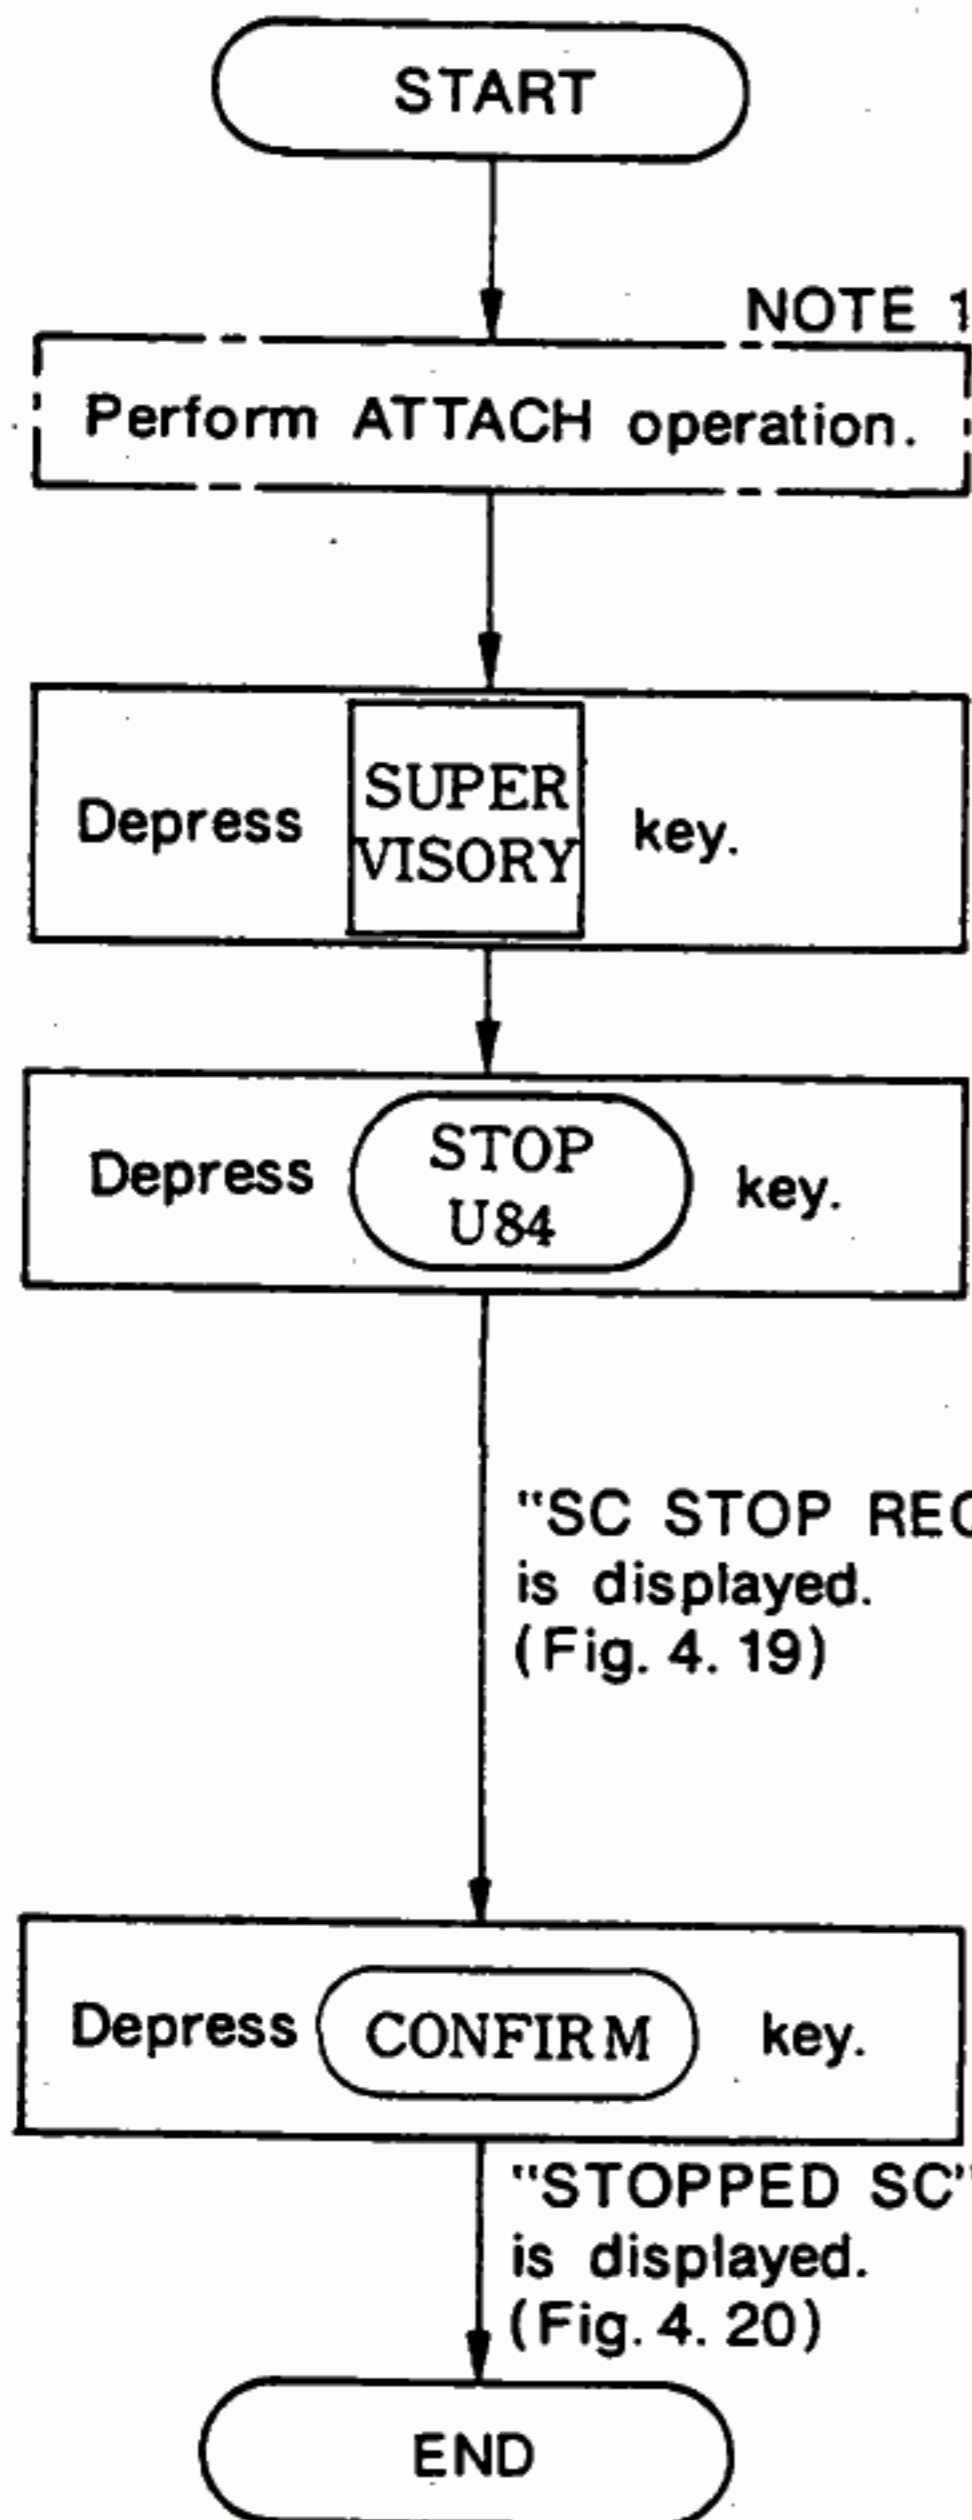 START
NOTE 1
Perform ATTACH operation.
Depress SUPER VISORY key.
Depress STOP U84 key.
"SC STOP
is displayed.
(Fig. 4. 19)
Depress CONFIRM key.
"STOPPED SC"
is displayed.
(Fig. 4. 20)
END